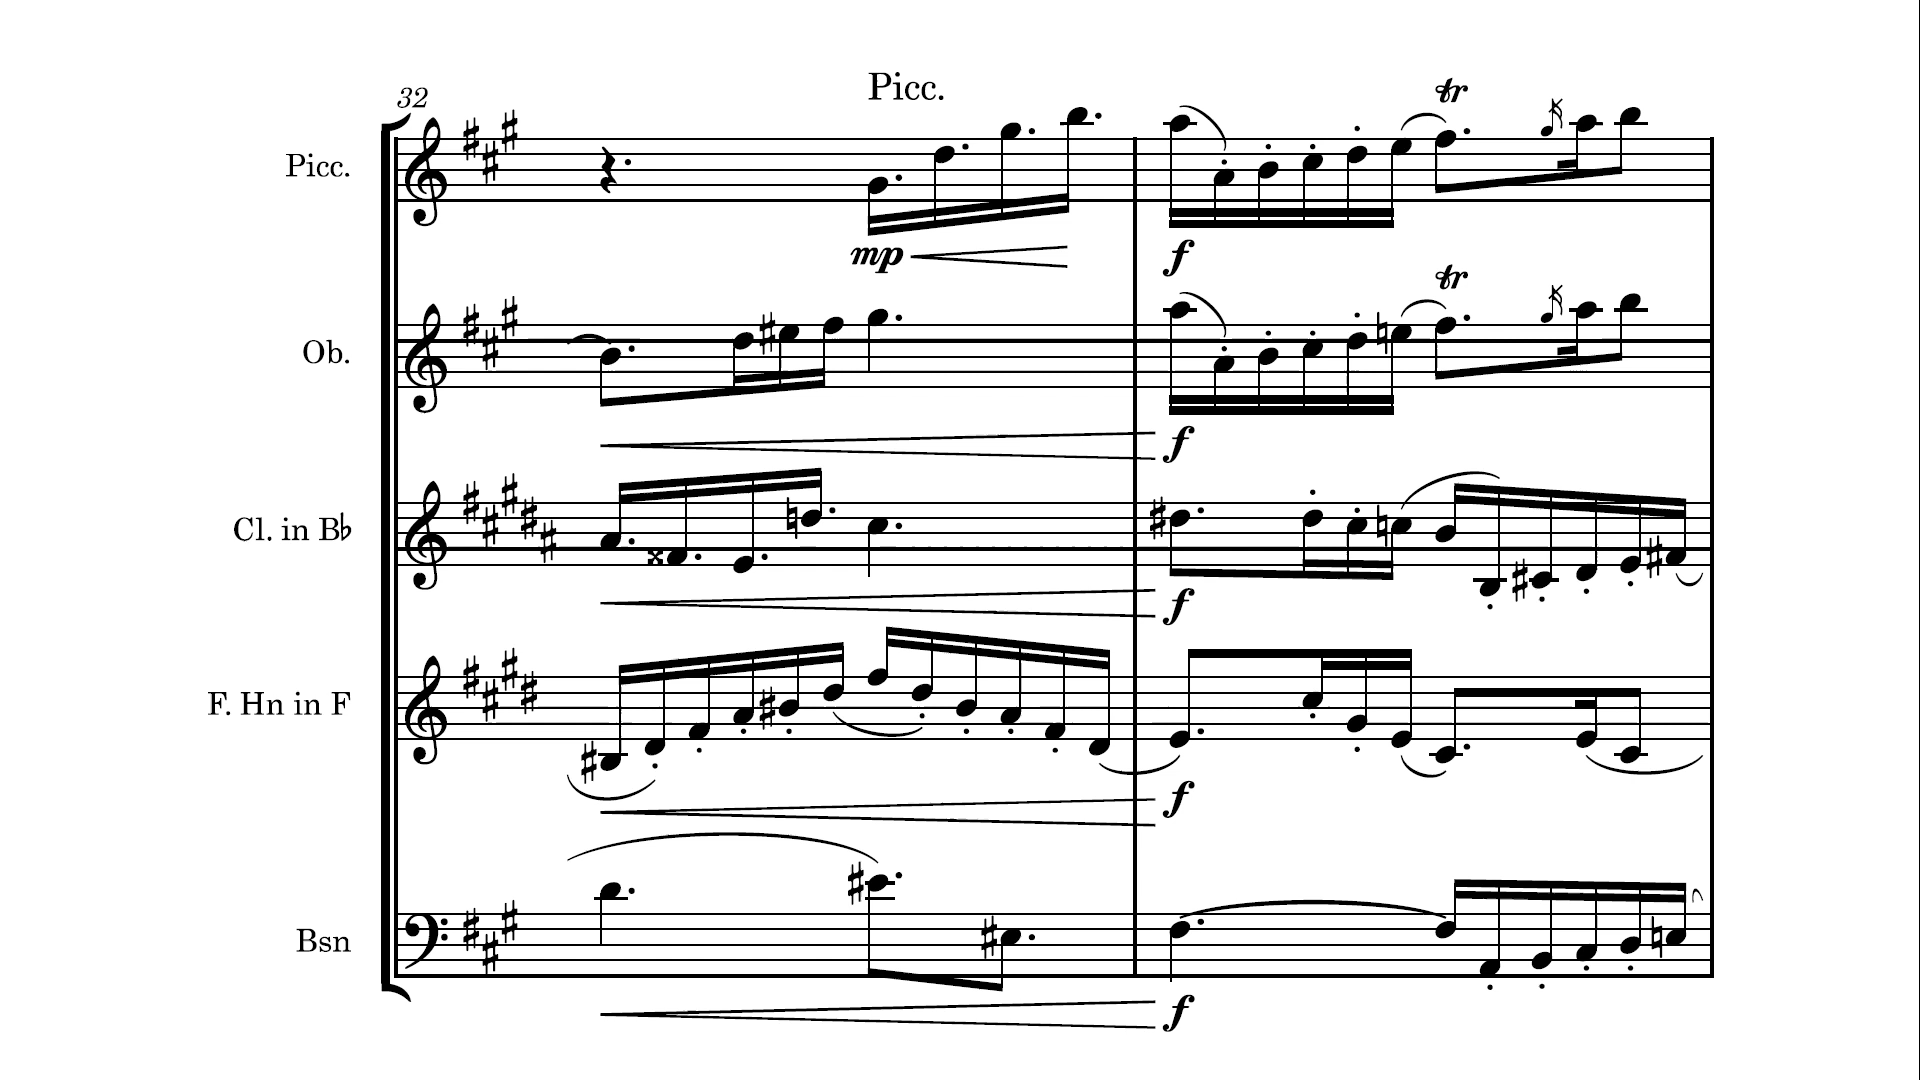 Picc.
32
Picc.
tr
mp
f
Ob.
tr
f
Cl. in B♭
f
F. Hn in F
f
Bsn
f